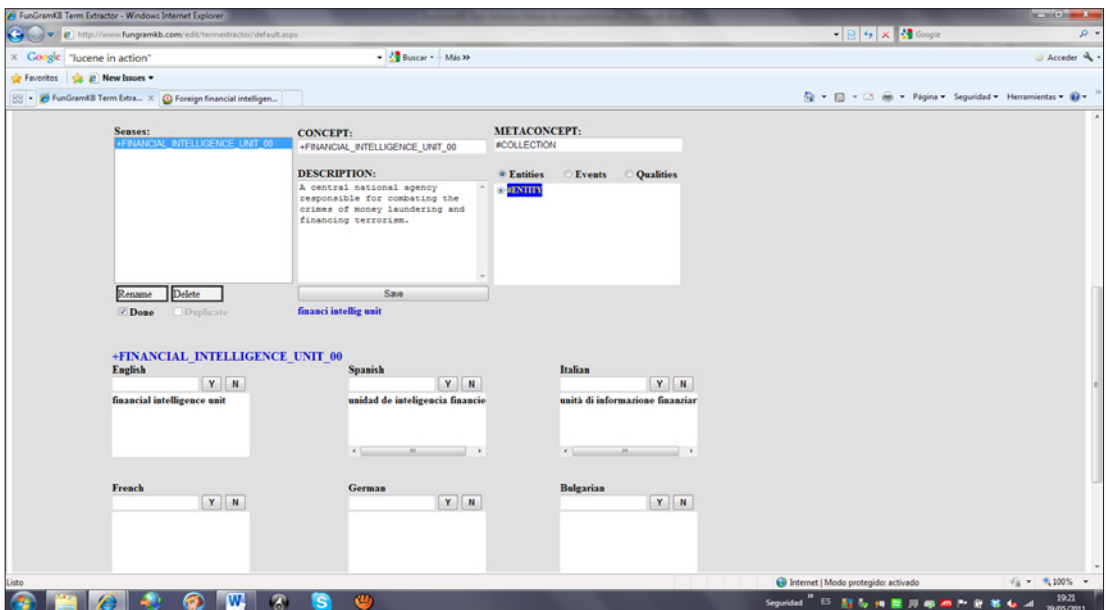 FunGramKB Term Extractor - Windows Internet Explorer
http://www.fungramkb.com/edit/termextractor/default.aspx
Google
Google "lucene in action"
Buscar
Más »
Acceder
Favoritos
New Issues
FunGramKB Term Extra... X
Foreign financial intelligen...
Página
Seguridad
Herramientas
Senses:
CONCEPT:
METACONCEPT:
+FINANCIAL_INTELLIGENCE_UNIT_00
+FINANCIAL_INTELLIGENCE_UNIT_00
#COLLECTION
DESCRIPTION:
Entities
Events
Qualities
A central national agency
responsible for combating the
crimes of money laundering and
financing terrorism.
#ENTITY
Rename
Delete
Save
Done
Duplicate
financi intellig unit
+FINANCIAL_INTELLIGENCE_UNIT_00
English
Spanish
Italian
Y N
Y N
Y N
financial intelligence unit
unidad de inteligencia financie
unità di informazione finanziar
French
German
Bulgarian
Y N
Y N
Y N
Listo
Internet | Modo protegido: activado
100%
Seguridad
ES
19:21
29/05/2011